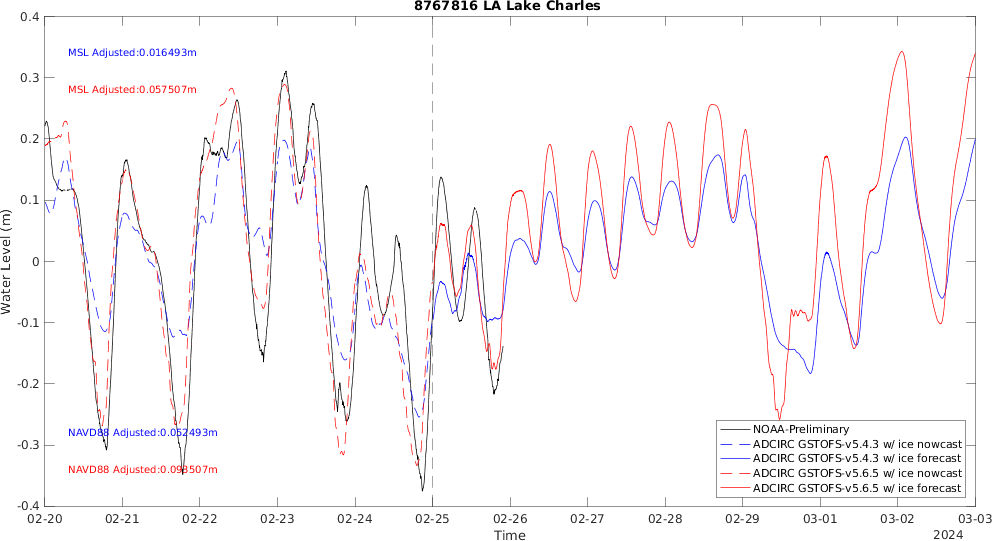 8767816 LA Lake Charles
0.4
MSL Adjusted:0.016493m
0.3
MSL Adjusted:0.057507m
0.2
0.1
0
-0.1
-0.2
-0.3
-0.4
Water Level (m)
NAVD88 Adjusted:0.052493m
NAVD88 Adjusted:0.093507m
NOAA-Preliminary
ADCIRC GSTOFS-v5.4.3 w/ ice nowcast
ADCIRC GSTOFS-v5.4.3 w/ ice forecast
ADCIRC GSTOFS-v5.6.5 w/ ice nowcast
ADCIRC GSTOFS-v5.6.5 w/ ice forecast
02-20 02-21 02-22 02-23 02-24 02-25 02-26 02-27 02-28 02-29 03-01 03-02 03-03
Time
2024